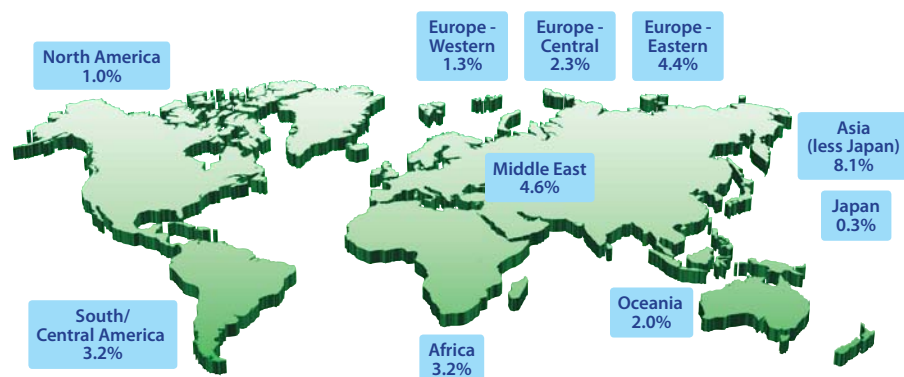 Europe -
Western
1.3%
Europe -
Central
2.3%
Europe -
Eastern
4.4%
North America
1.0%
Asia
(less Japan)
8.1%
Middle East
4.6%
Japan
0.3%
South/
Central America
3.2%
Oceania
2.0%
Africa
3.2%